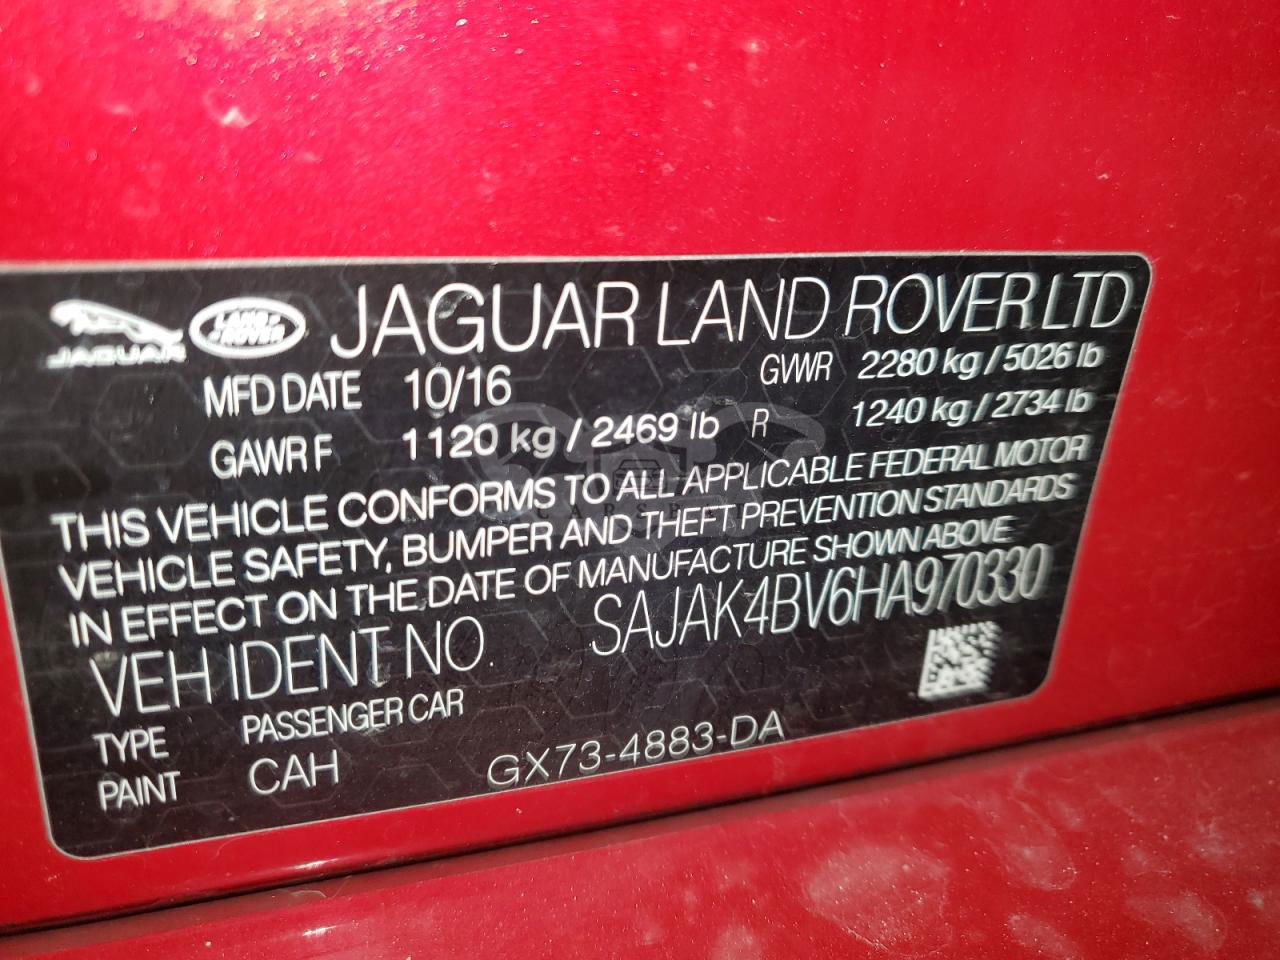 JAGUAR LAND ROVER JAGUAR LAND ROVER LTD
MFD DATE 10/16 GVWR 2280 kg / 5026 lb
GAWR F 1120 kg / 2469 lb R 1240 kg / 2734 lb
THIS VEHICLE CONFORMS TO ALL APPLICABLE FEDERAL MOTOR
VEHICLE SAFETY, BUMPER AND THEFT PREVENTION STANDARDS
IN EFFECT ON THE DATE OF MANUFACTURE SHOWN ABOVE
VEH IDENT NO. SAJAK4BV6HA970330
TYPE PASSENGER CAR
PAINT CAH GX73-4883-DA